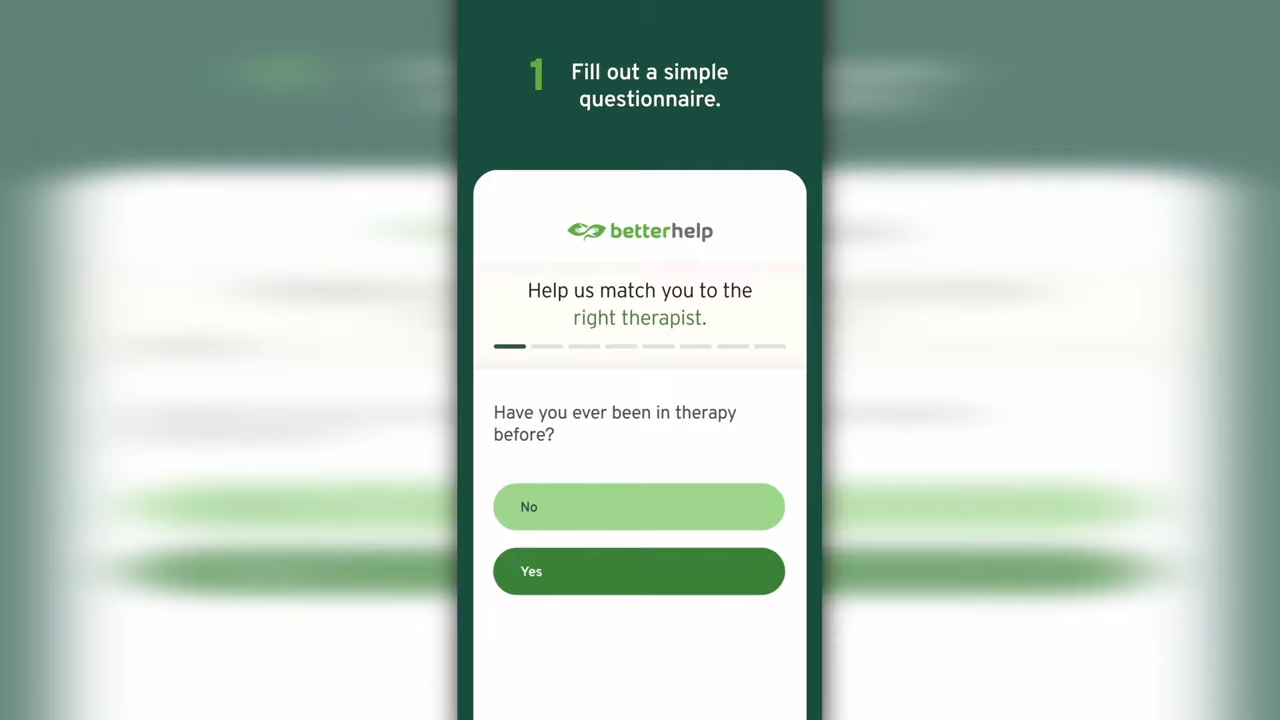 1 Fill out a simple
questionnaire.
betterhelp
Help us match you to the
right therapist.
Have you ever been in therapy
before?
No
Yes